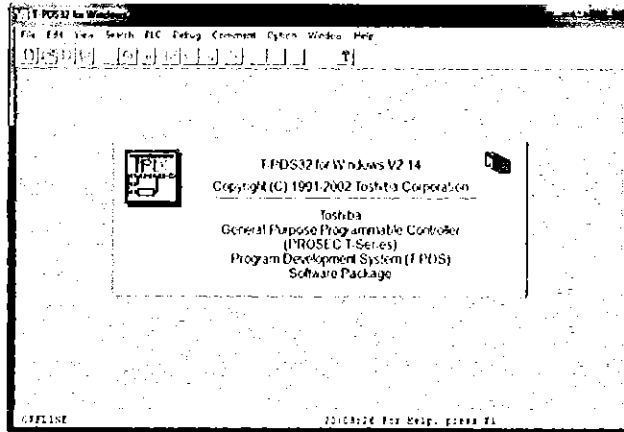 T-PDS32 for Windows
File Edit View Search PLC Debug Comment Option Window Help
T-PDS32 for Windows V2.14
Copyright (C) 1991-2002 Toshiba Corporation
Toshiba
General Purpose Programmable Controller
(PROSEC T-Series)
Program Development System (T-PDS)
Software Package
OFFLINE
For Help, press F1